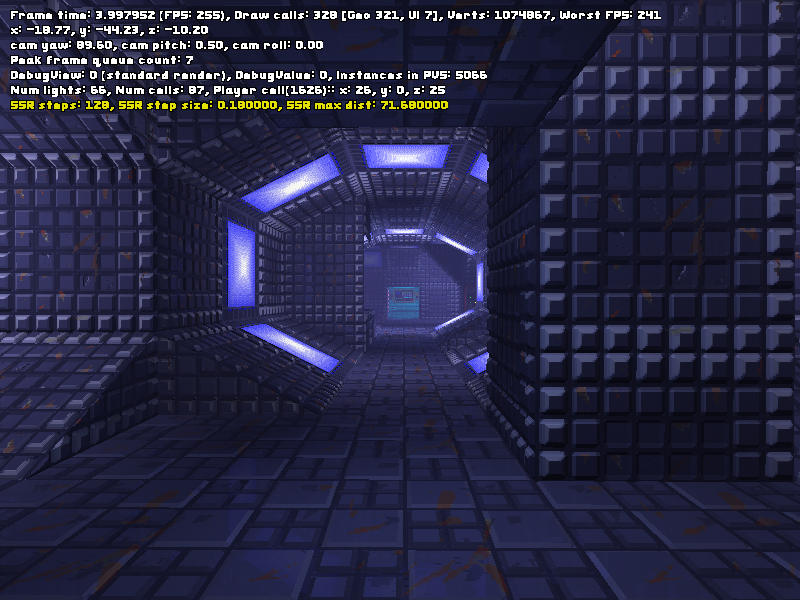 Frame time: 3.997952 (FPS: 255), Draw calls: 328 [Geo 321, UI 7], Verts: 1074867, Worst FPS: 241
x: -18.77, y: -44.23, z: -10.20
cam yaw: 89.60, cam pitch: 0.50, cam roll: 0.00
Peak frame queue count: 7
DebugView: 0 (standard render), DebugValue: 0, Instances in PVS: 5066
Num lights: 66, Num cells: 87, Player cell(1626):: x: 26, y: 0, z: 25
SSR steps: 128, SSR step size: 0.180000, SSR max dist: 71.680000